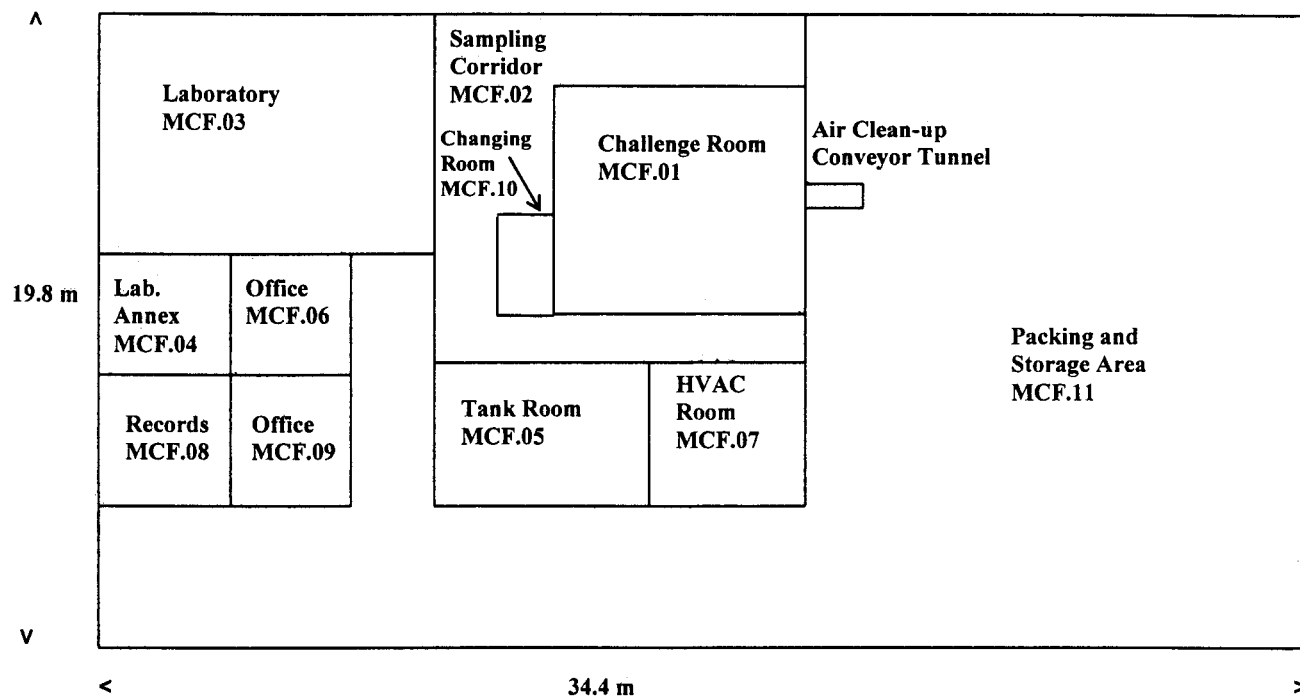 Laboratory
MCF.03
Sampling
Corridor
MCF.02
Changing
Room
MCF.10
Challenge Room
MCF.01
Air Clean-up
Conveyor Tunnel
19.8 m
Lab.
Annex
MCF.04
Office
MCF.06
Records
MCF.08
Office
MCF.09
Tank Room
MCF.05
HVAC
Room
MCF.07
Packing and
Storage Area
MCF.11
34.4 m